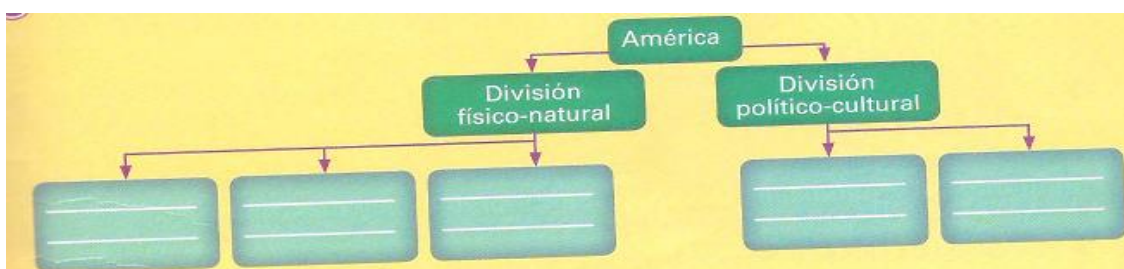 América
División
físico-natural
División
político-cultural